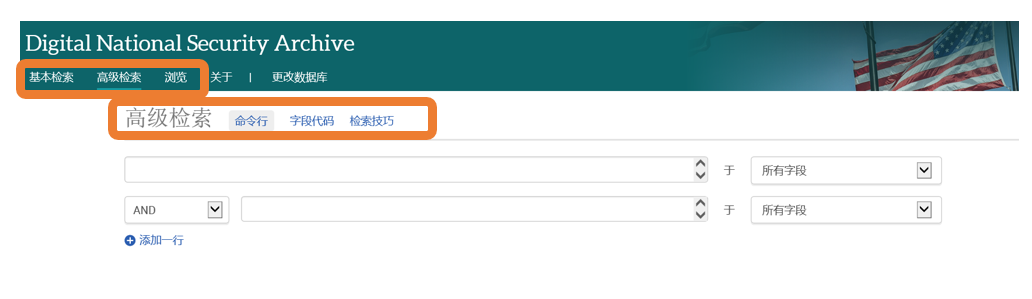 Digital National Security Archive
基本检索 高级检索 浏览 关于 | 更改数据库
高级检索 命令行 字段代码 检索技巧
于 所有字段
AND 于 所有字段
添加一行